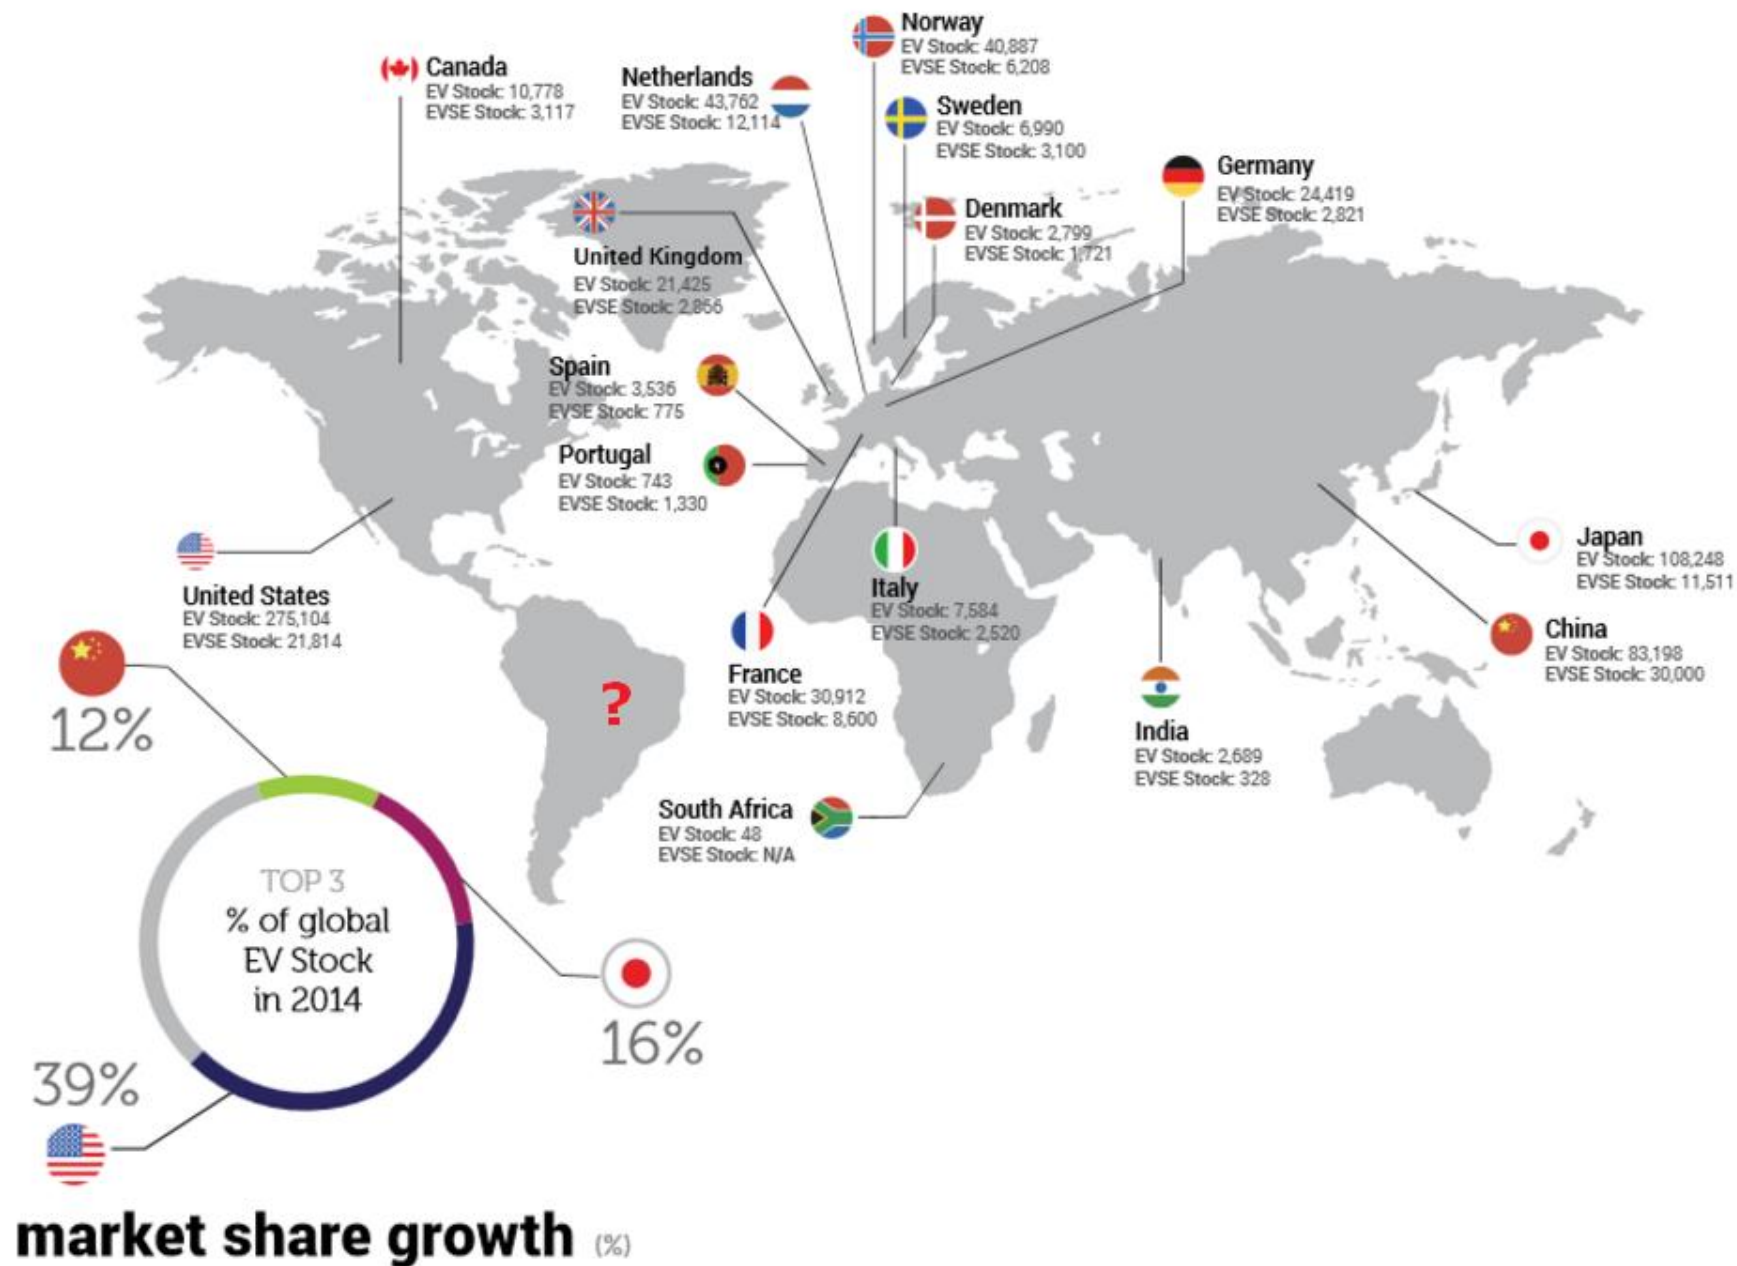 Norway
EV Stock: 40,887
EVSE Stock: 6,208
Canada
EV Stock: 10,778
EVSE Stock: 3,117
Netherlands
EV Stock: 43,762
EVSE Stock: 12,114
Sweden
EV Stock: 6,990
EVSE Stock: 3,100
Germany
EV Stock: 24,419
EVSE Stock: 2,821
Denmark
EV Stock: 2,799
EVSE Stock: 1,721
United Kingdom
EV Stock: 21,425
EVSE Stock: 2,866
Spain
EV Stock: 3,536
EVSE Stock: 775
Portugal
EV Stock: 743
EVSE Stock: 1,330
United States
EV Stock: 275,104
EVSE Stock: 21,814
Italy
EV Stock: 7,584
EVSE Stock: 2,520
Japan
EV Stock: 108,248
EVSE Stock: 11,511
China
EV Stock: 83,198
EVSE Stock: 30,000
France
EV Stock: 30,912
EVSE Stock: 8,600
?
India
EV Stock: 2,689
EVSE Stock: 328
South Africa
EV Stock: 48
EVSE Stock: N/A
12%
TOP 3
% of global
EV Stock
in 2014
16%
39%
market share growth (%)